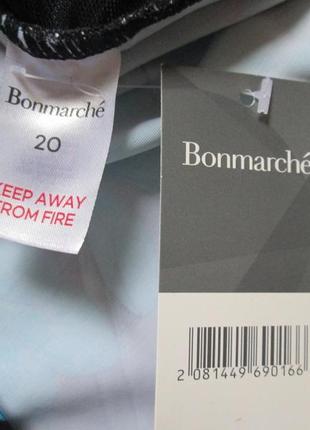 Bonmarché
20
KEEP AWAY
FROM FIRE
Bonmarché
2 081449 690166